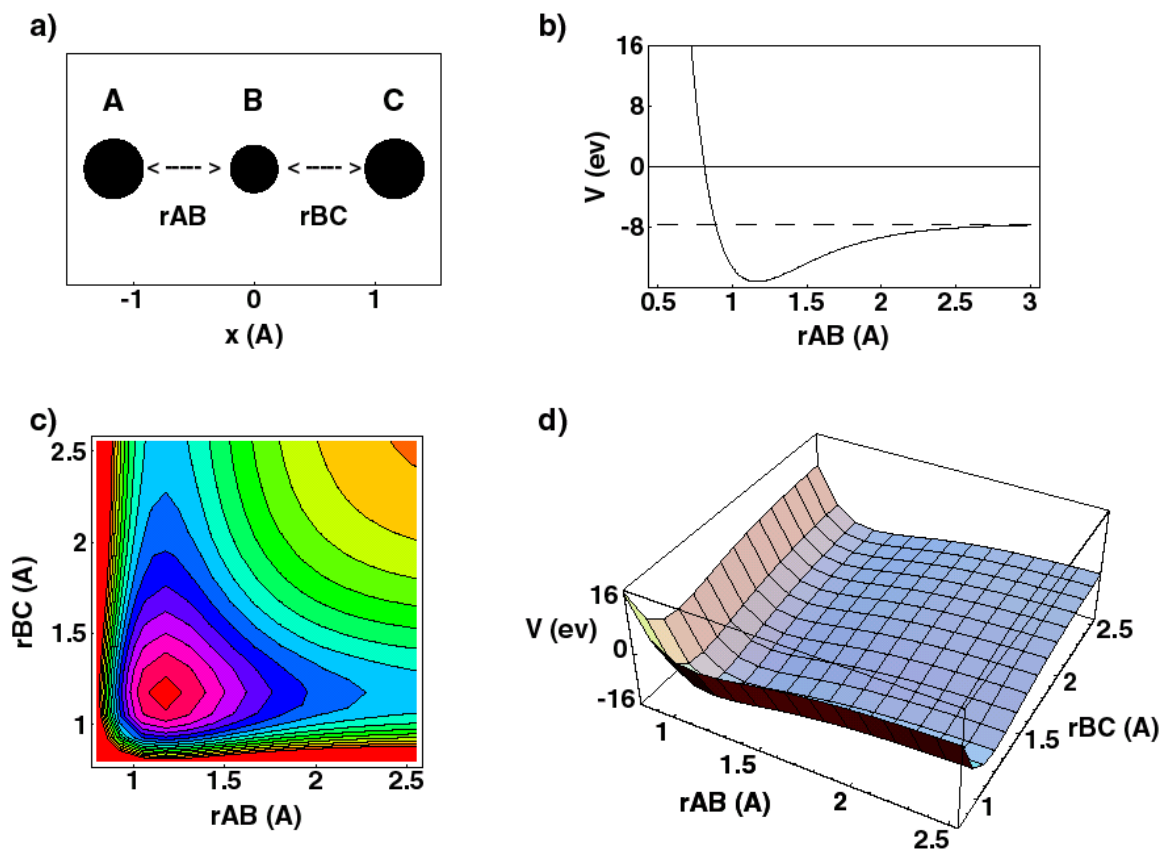 a)
A B C
< ----- > < ----- >
rAB rBC
-1 0 1
x (A)
b)
16
8
0
-8
V (ev)
0.5 1 1.5 2 2.5 3
rAB (A)
c)
2.5
2
1.5
1
rBC (A)
1 1.5 2 2.5
rAB (A)
d)
16
V (ev)
0
-16
1
1.5
2
2.5
rAB (A)
2.5
2
1.5
1
rBC (A)